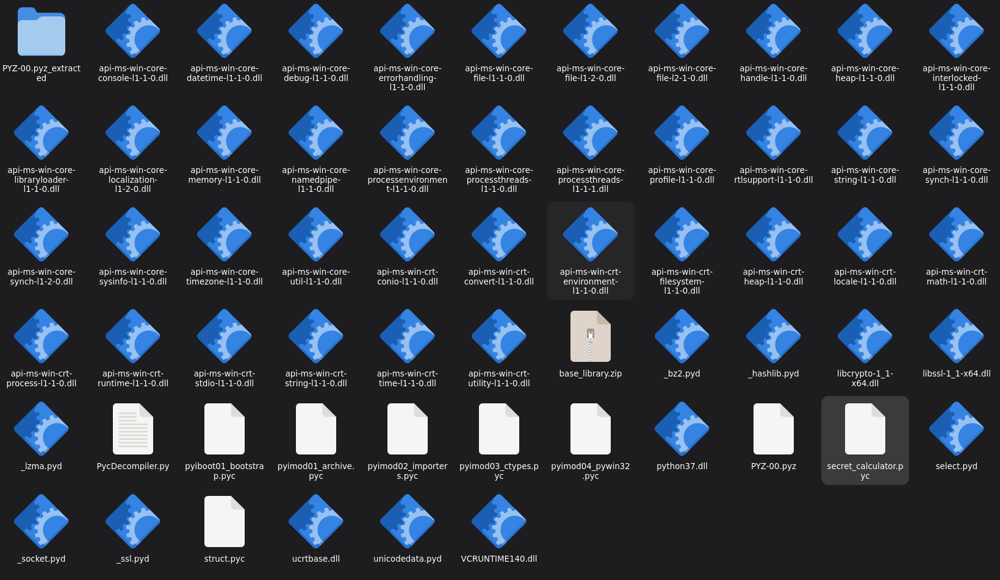 PYZ-00.pyz_extract
ed
api-ms-win-core-
console-l1-1-0.dll
api-ms-win-core-
datetime-l1-1-0.dll
api-ms-win-core-
debug-l1-1-0.dll
api-ms-win-core-
errorhandling-
l1-1-0.dll
api-ms-win-core-
file-l1-1-0.dll
api-ms-win-core-
file-l1-2-0.dll
api-ms-win-core-
file-l2-1-0.dll
api-ms-win-core-
handle-l1-1-0.dll
api-ms-win-core-
heap-l1-1-0.dll
api-ms-win-core-
interlocked-
l1-1-0.dll
api-ms-win-core-
libraryloader-
l1-1-0.dll
api-ms-win-core-
localization-
l1-2-0.dll
api-ms-win-core-
memory-l1-1-0.dll
api-ms-win-core-
namedpipe-
l1-1-0.dll
api-ms-win-core-
processenvironmen
t-l1-1-0.dll
api-ms-win-core-
processthreads-
l1-1-0.dll
api-ms-win-core-
processthreads-
l1-1-1.dll
api-ms-win-core-
profile-l1-1-0.dll
api-ms-win-core-
rtlsupport-l1-1-0.dll
api-ms-win-core-
string-l1-1-0.dll
api-ms-win-core-
synch-l1-1-0.dll
api-ms-win-core-
synch-l1-2-0.dll
api-ms-win-core-
sysinfo-l1-1-0.dll
api-ms-win-core-
timezone-l1-1-0.dll
api-ms-win-core-
util-l1-1-0.dll
api-ms-win-crt-
conio-l1-1-0.dll
api-ms-win-crt-
convert-l1-1-0.dll
api-ms-win-crt-
environment-
l1-1-0.dll
api-ms-win-crt-
filesystem-
l1-1-0.dll
api-ms-win-crt-
heap-l1-1-0.dll
api-ms-win-crt-
locale-l1-1-0.dll
api-ms-win-crt-
math-l1-1-0.dll
api-ms-win-crt-
process-l1-1-0.dll
api-ms-win-crt-
runtime-l1-1-0.dll
api-ms-win-crt-
stdio-l1-1-0.dll
api-ms-win-crt-
string-l1-1-0.dll
api-ms-win-crt-
time-l1-1-0.dll
api-ms-win-crt-
utility-l1-1-0.dll
base_library.zip
_bz2.pyd
_hashlib.pyd
libcrypto-1_1-
x64.dll
libssl-1_1-x64.dll
_lzma.pyd
PycDecompiler.py
pyiboot01_bootstra
p.pyc
pyimod01_archive.
pyc
pyimod02_importer
s.pyc
pyimod03_ctypes.p
yc
pyimod04_pywin32
.pyc
python37.dll
PYZ-00.pyz
secret_calculator.p
yc
select.pyd
_socket.pyd
_ssl.pyd
struct.pyc
ucrtbase.dll
unicodedata.pyd
VCRUNTIME140.dll